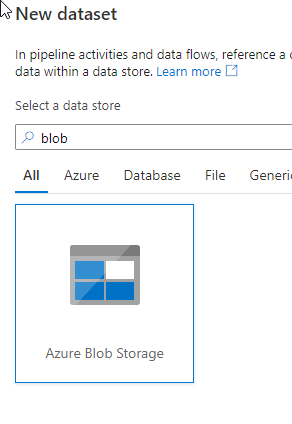 New dataset
In pipeline activities and data flows, reference a
data within a data store. Learn more
Select a data store
blob
All Azure Database File Generi
Azure Blob Storage